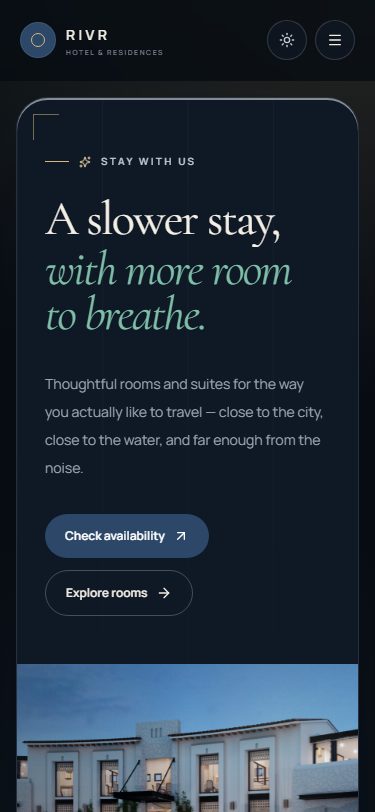 RIVR
HOTEL & RESIDENCES
STAY WITH US
A slower stay,
with more room
to breathe.
Thoughtful rooms and suites for the way
you actually like to travel — close to the city,
close to the water, and far enough from the
noise.
Check availability
Explore rooms